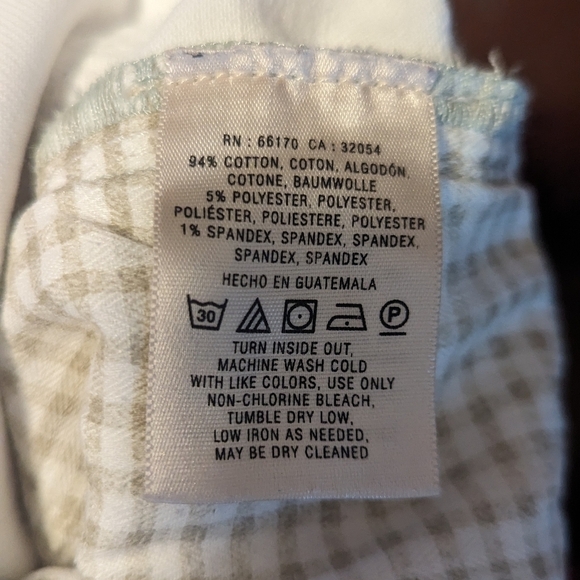 RN : 66170 CA : 32054
94% COTTON, COTON, ALGODÓN,
COTONE, BAUMWOLLE
5% POLYESTER, POLYESTER,
POLIÉSTER, POLIESTERE, POLYESTER
1% SPANDEX, SPANDEX, SPANDEX,
SPANDEX, SPANDEX
HECHO EN GUATEMALA
30 P
TURN INSIDE OUT,
MACHINE WASH COLD
WITH LIKE COLORS, USE ONLY
NON-CHLORINE BLEACH,
TUMBLE DRY LOW,
LOW IRON AS NEEDED,
MAY BE DRY CLEANED